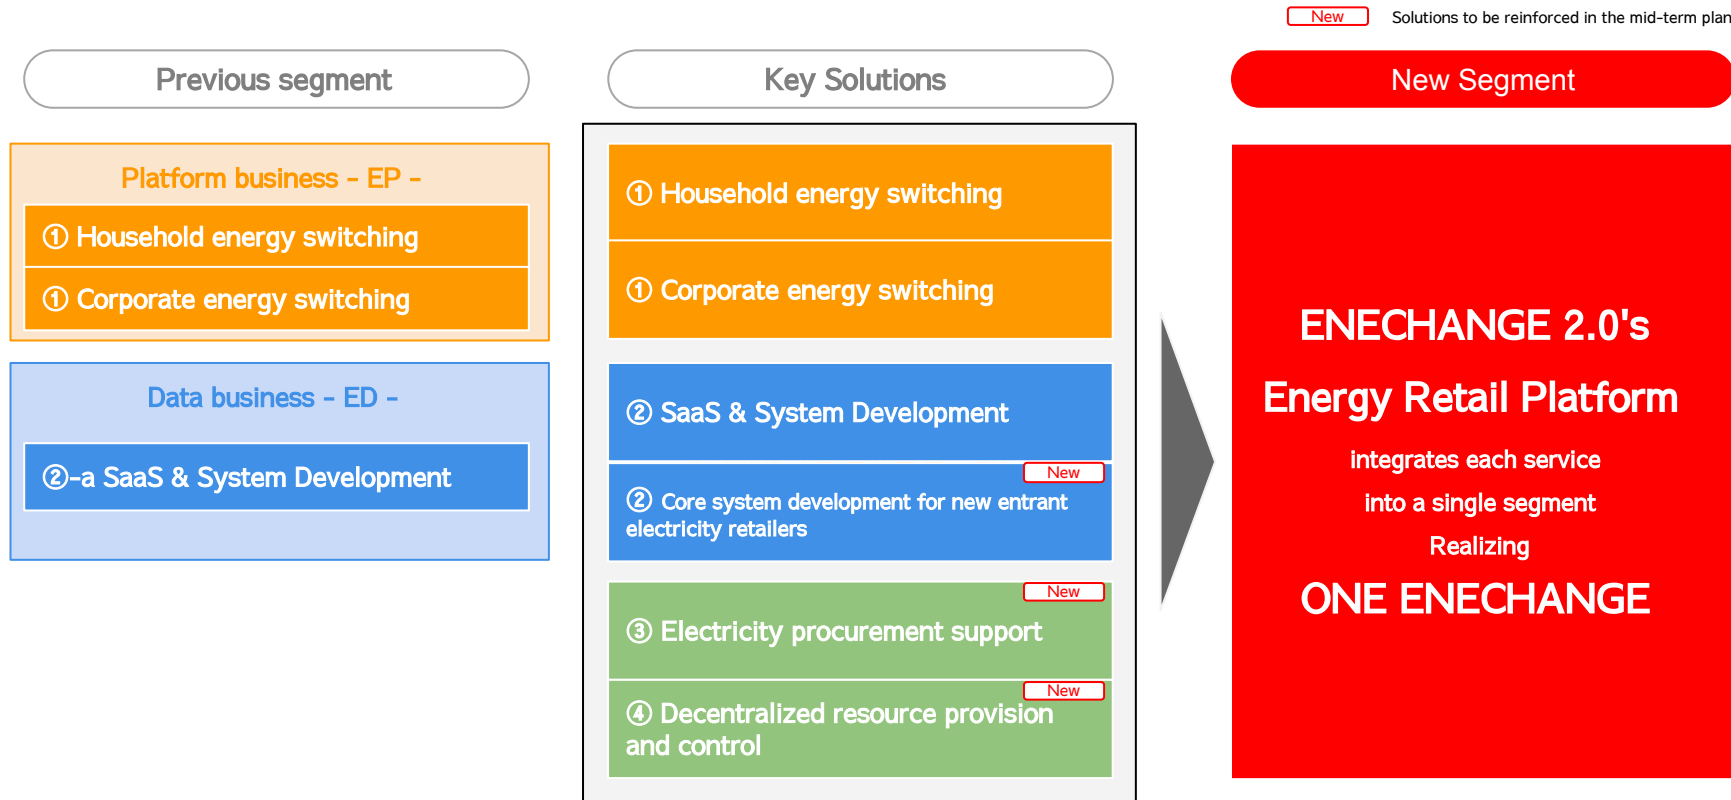 New Solutions to be reinforced in the mid-term plan
Previous segment
Platform business - EP -
① Household energy switching
① Corporate energy switching
Data business - ED -
②-a SaaS & System Development
Key Solutions
① Household energy switching
① Corporate energy switching
② SaaS & System Development
New
② Core system development for new entrant
electricity retailers
New
③ Electricity procurement support
New
④ Decentralized resource provision
and control
New Segment
ENECHANGE 2.0's
Energy Retail Platform
integrates each service
into a single segment
Realizing
ONE ENECHANGE